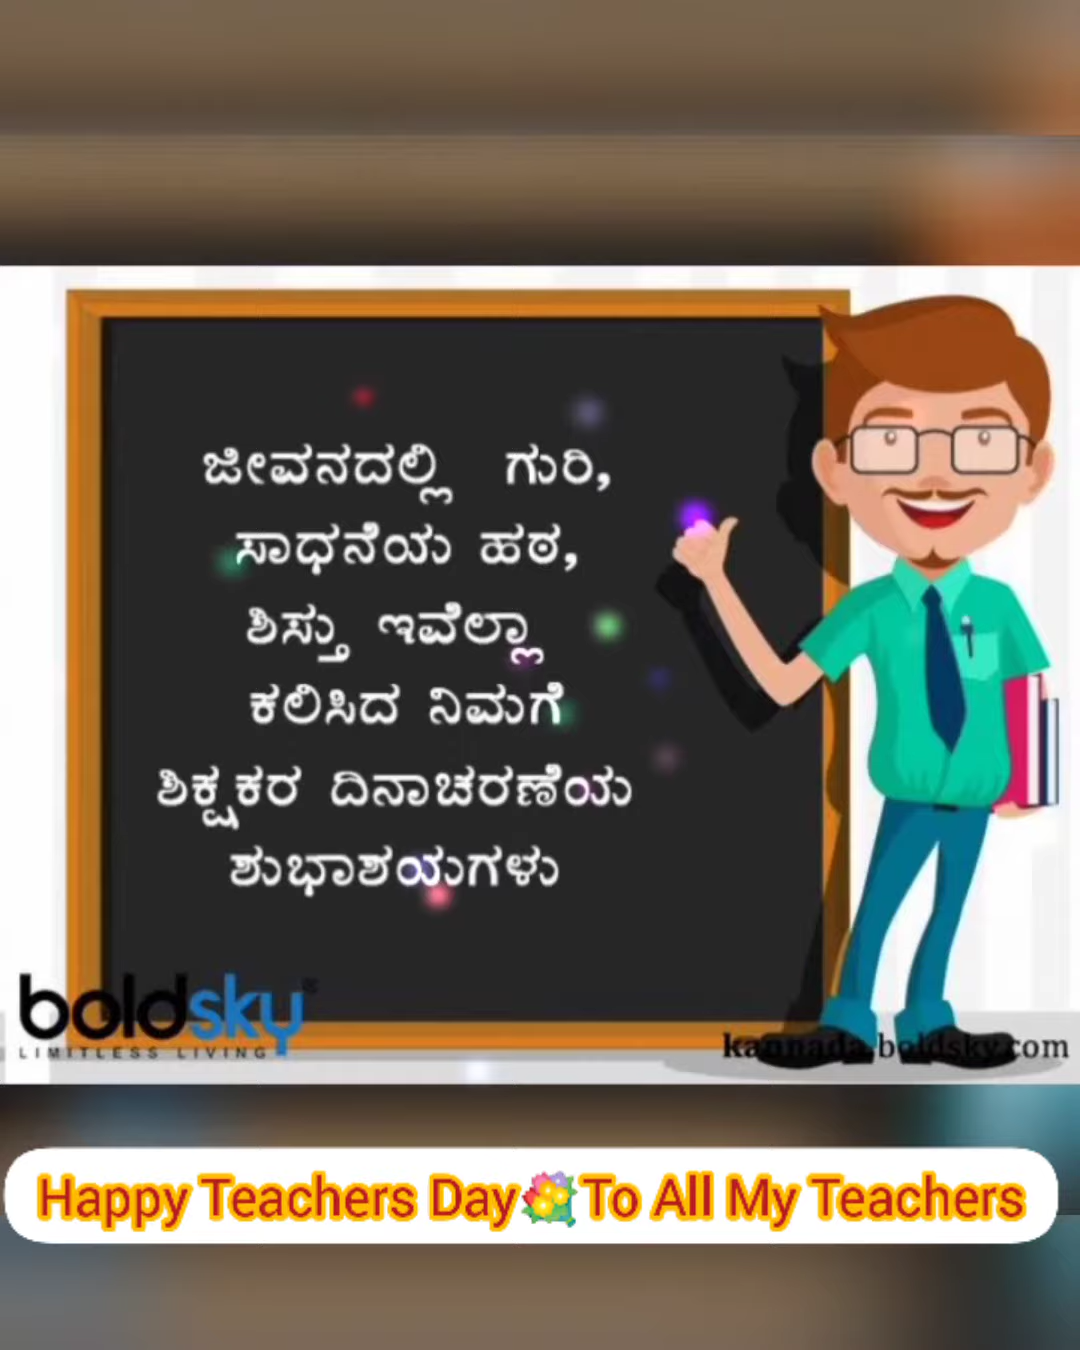 ಜೀವನದಲ್ಲಿ ಗುರಿ,
ಸಾಧನೆಯ ಹಠ,
ಶಿಸ್ತು ಇವೆಲ್ಲಾ
ಕಲಿಸಿದ ನಿಮಗೆ
ಶಿಕ್ಷಕರ ದಿನಾಚರಣೆಯ
ಶುಭಾಶಯಗಳು
boldsky®
LIMITLESS LIVING
kannada.boldsky.com
Happy Teachers Day💐To All My Teachers